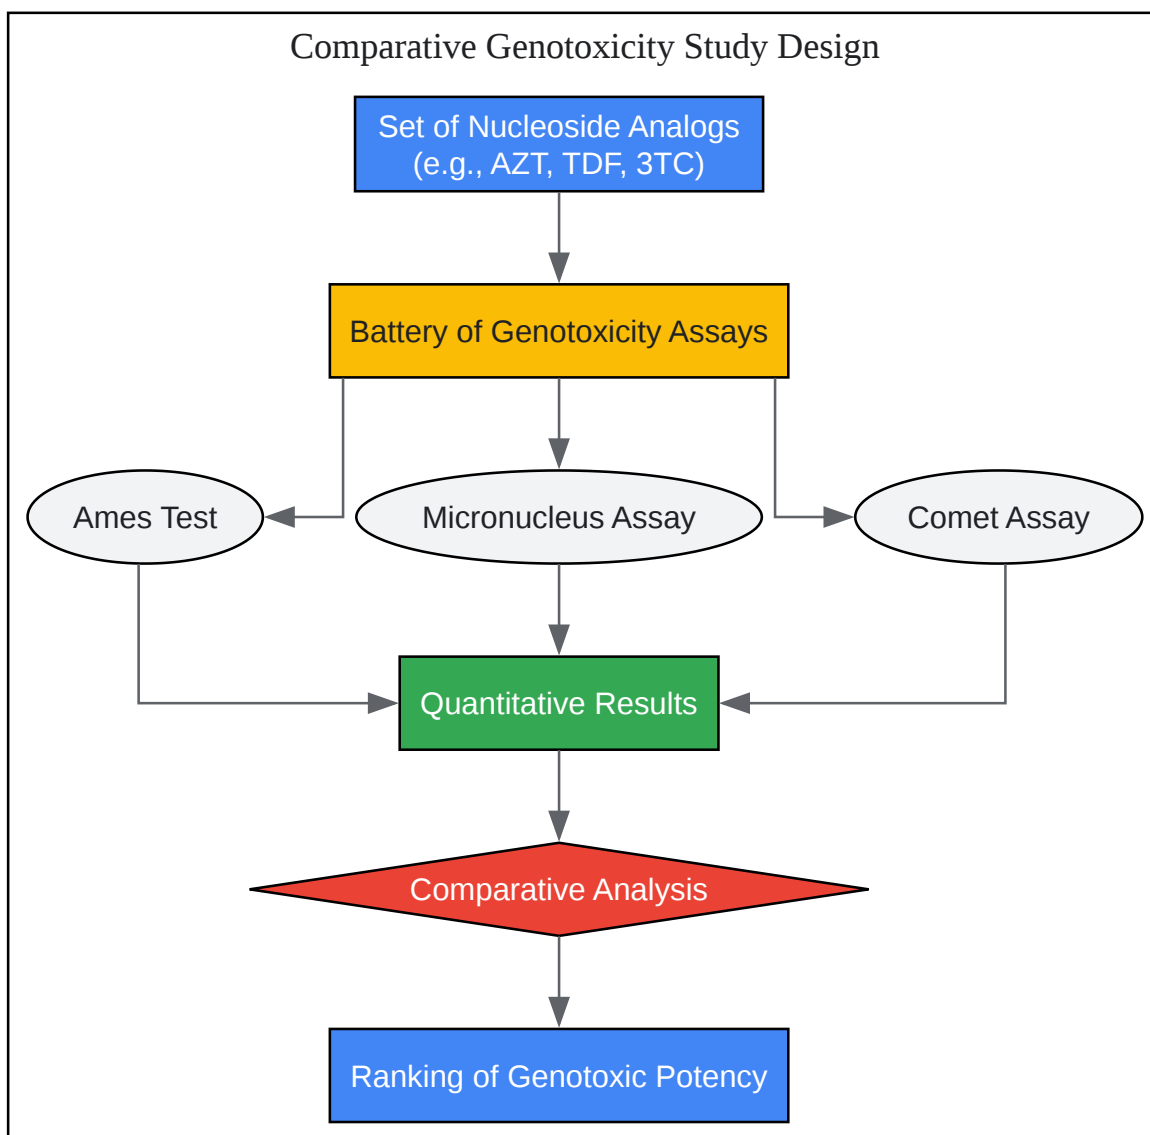 Comparative Genotoxicity Study Design
Set of Nucleoside Analogs
(e.g., AZT, TDF, 3TC)
Battery of Genotoxicity Assays
Ames Test
Micronucleus Assay
Comet Assay
Quantitative Results
Comparative Analysis
Ranking of Genotoxic Potency